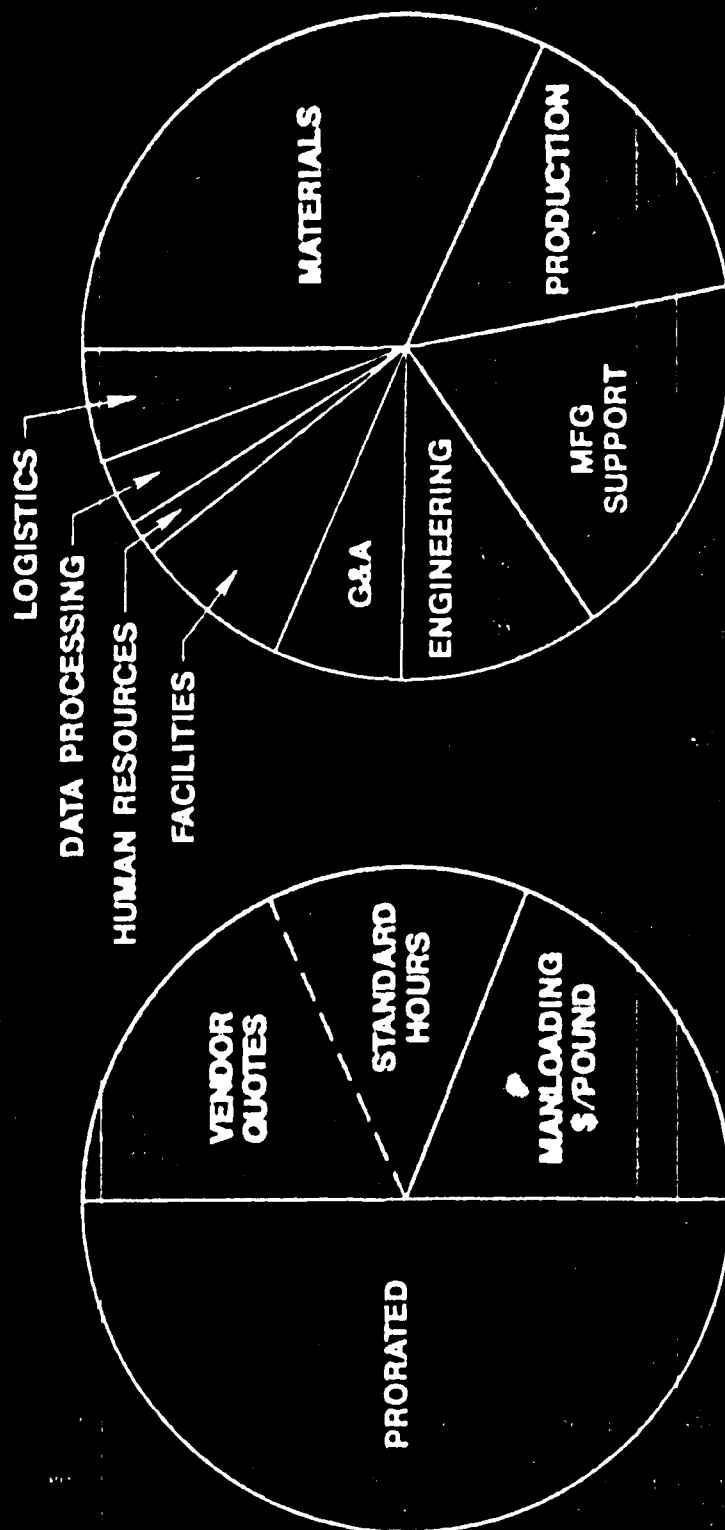 PRORATED
VENDOR
QUOTES
STANDARD
HOURS
MANLOADING
$/POUND
LOGISTICS
DATA PROCESSING
HUMAN RESOURCES
FACILITIES
G&A
ENGINEERING
MFG
SUPPORT
PRODUCTION
MATERIALS